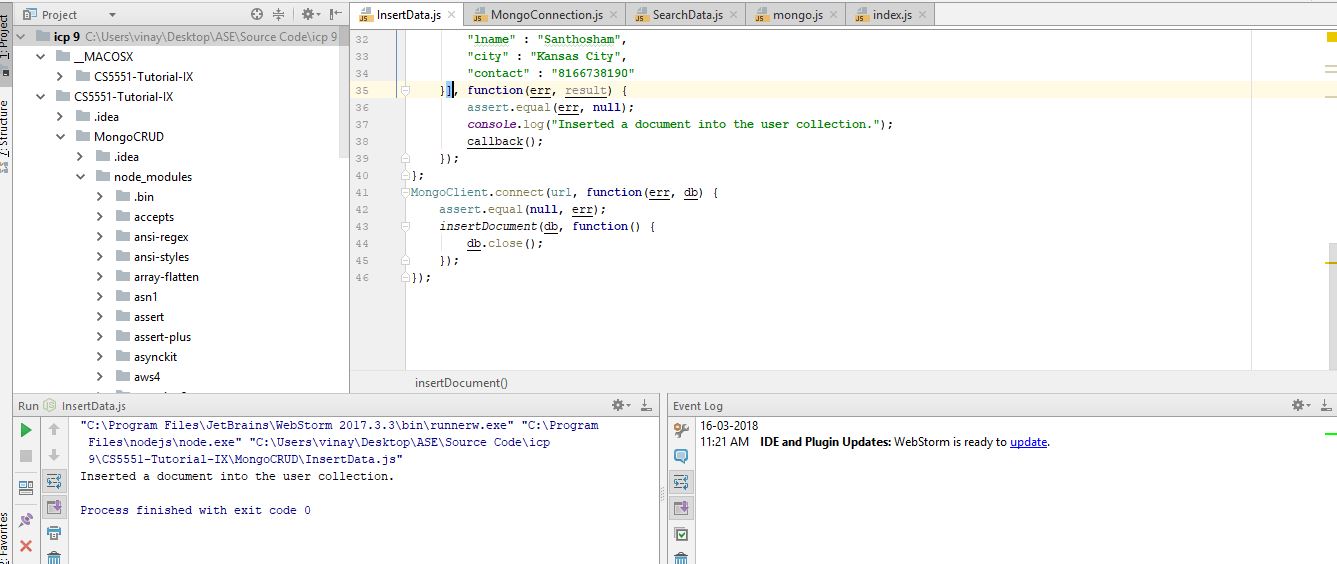 Project
InsertData.js
MongoConnection.js
SearchData.js
mongo.js
index.js
1: Project
7: Structure
2: Favorites
icp 9 C:\Users\vinay\Desktop\ASE\Source Code\icp 9
__MACOSX
CS5551-Tutorial-IX
CS5551-Tutorial-IX
.idea
MongoCRUD
.idea
node_modules
.bin
accepts
ansi-regex
ansi-styles
array-flatten
asn1
assert
assert-plus
asynckit
aws4
32 "lname" : "Santhosham",
33 "city" : "Kansas City",
34 "contact" : "8166738190"
35 }], function(err, result) {
36 assert.equal(err, null);
37 console.log("Inserted a document into the user collection.");
38 callback();
39 });
40 };
41 MongoClient.connect(url, function(err, db) {
42 assert.equal(null, err);
43 insertDocument(db, function() {
44 db.close();
45 });
46 });
insertDocument()
Run InsertData.js
"C:\Program Files\JetBrains\WebStorm 2017.3.3\bin\runnerw.exe" "C:\Program
Files\nodejs\node.exe" "C:\Users\vinay\Desktop\ASE\Source Code\icp
9\CS5551-Tutorial-IX\MongoCRUD\InsertData.js"
Inserted a document into the user collection.
Process finished with exit code 0
Event Log
16-03-2018
11:21 AM IDE and Plugin Updates: WebStorm is ready to update.